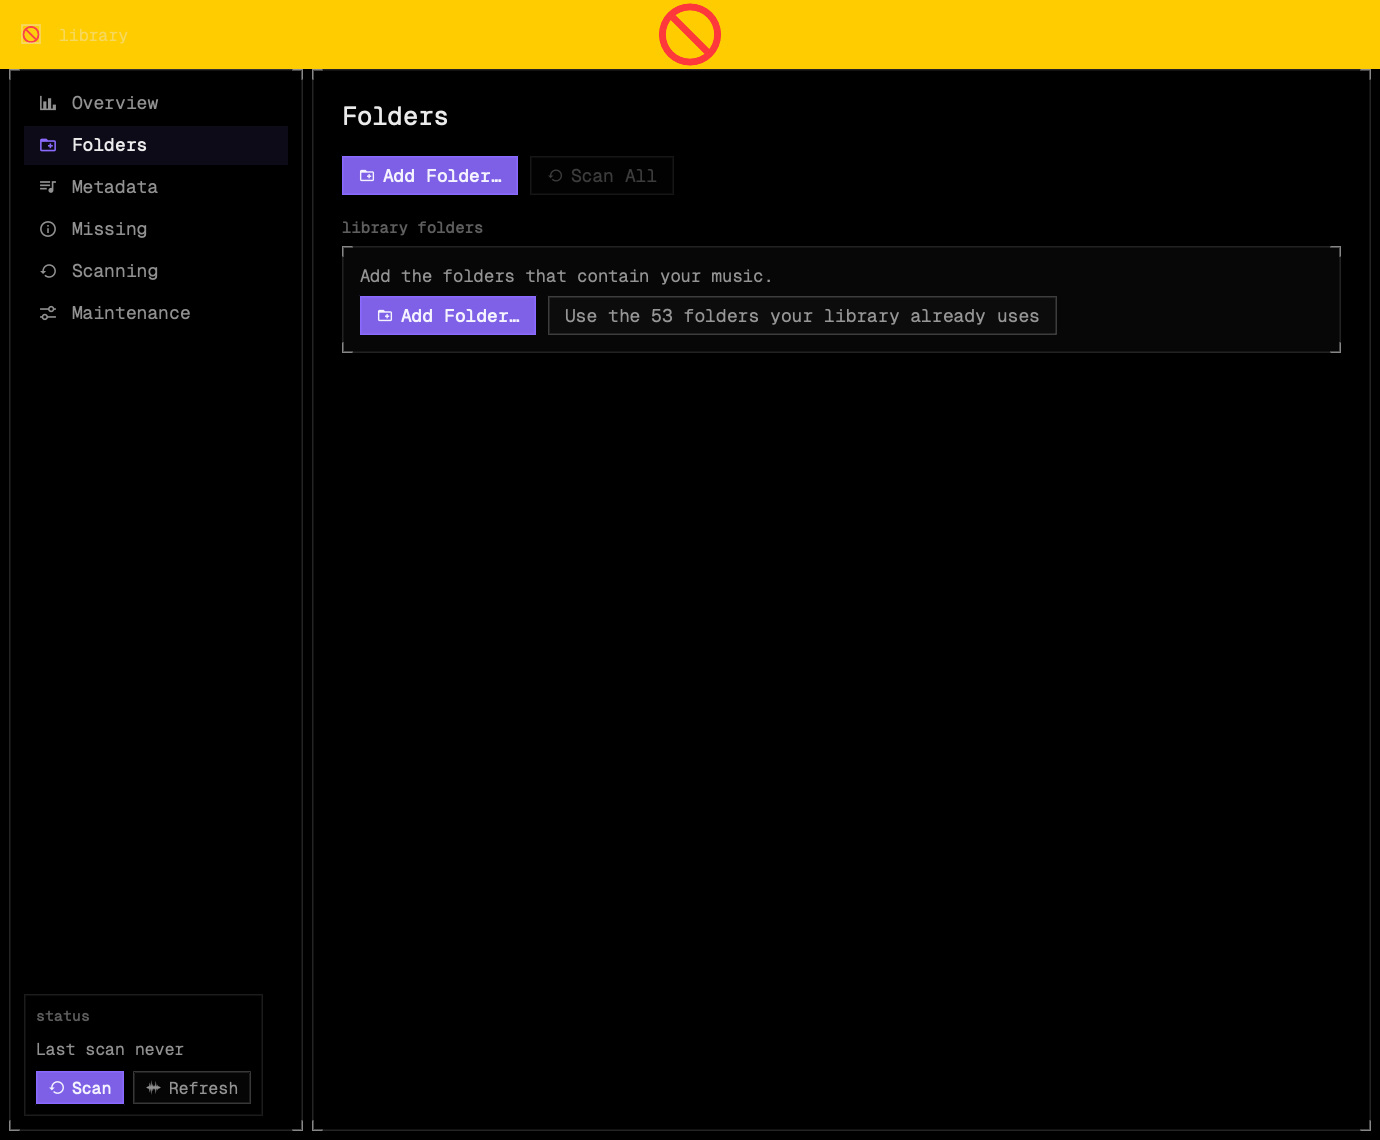 library
Overview
Folders
Metadata
Missing
Scanning
Maintenance
status
Last scan never
Scan
Refresh
Folders
Add Folder…
Scan All
library folders
Add the folders that contain your music.
Add Folder…
Use the 53 folders your library already uses